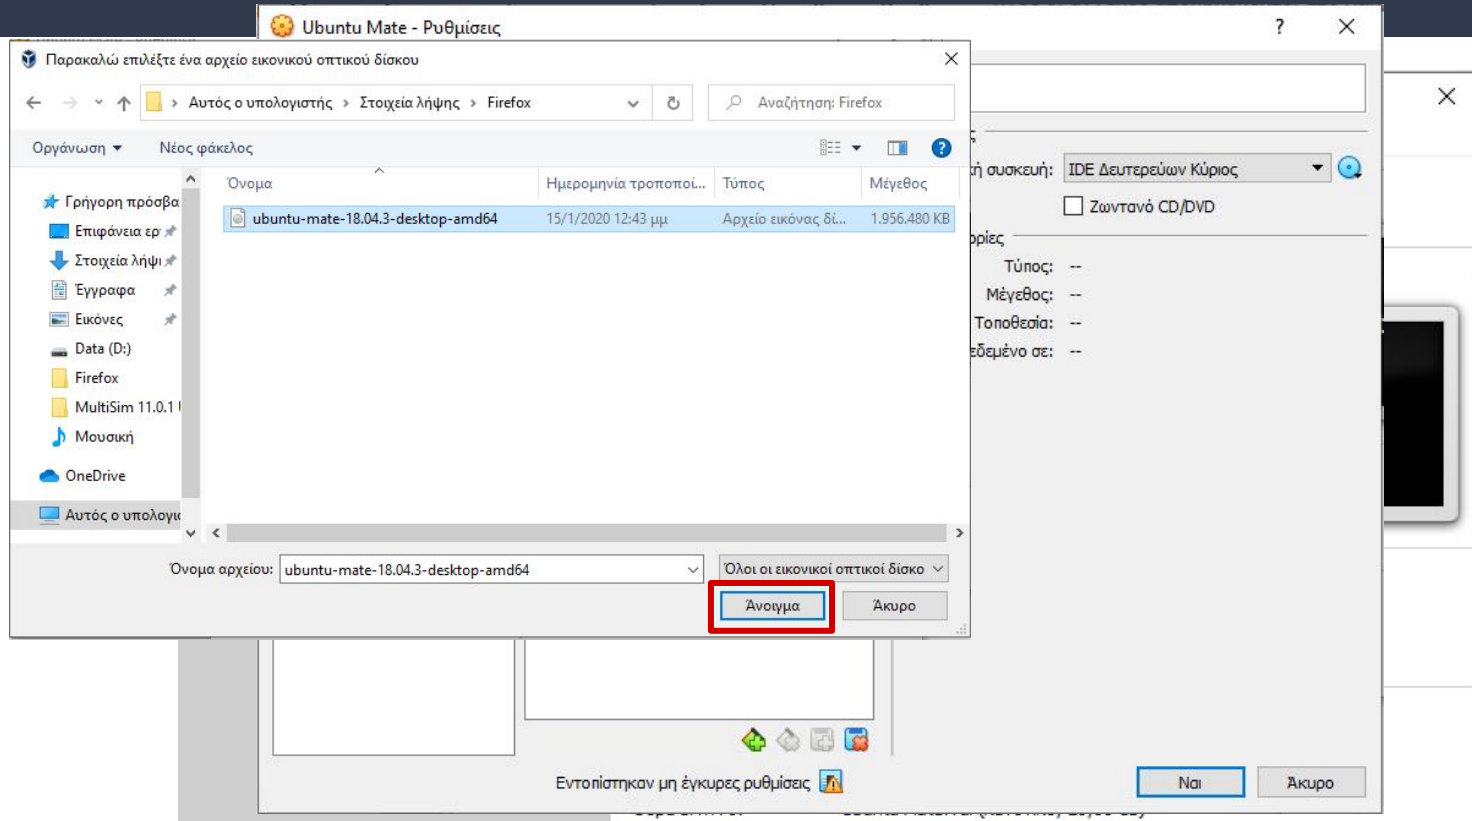 Ubuntu Mate - Ρυθμίσεις
?
Παρακαλώ επιλέξτε ένα αρχείο εικονικού οπτικού δίσκου
Αυτός ο υπολογιστής › Στοιχεία λήψης › Firefox
Αναζήτηση: Firefox
Οργάνωση
Νέος φάκελος
?
Όνομα
Ημερομηνία τροποποί...
Τύπος
Μέγεθος
ubuntu-mate-18.04.3-desktop-amd64
15/1/2020 12:43 μμ
Αρχείο εικόνας δί...
1.956.480 KB
Γρήγορη πρόσβα
Επιφάνεια ερ
Στοιχεία λήψι
Έγγραφα
Εικόνες
Data (D:)
Firefox
MultiSim 11.0.1
Μουσική
OneDrive
Αυτός ο υπολογι
Όνομα αρχείου:
ubuntu-mate-18.04.3-desktop-amd64
Όλοι οι εικονικοί οπτικοί δίσκο
Άνοιγμα
Άκυρο
ή συσκευή:
IDE Δευτερεύων Κύριος
Ζωντανό CD/DVD
ορίες
Τύπος: --
Μέγεθος: --
Τοποθεσία: --
εδεμένο σε: --
Εντοπίστηκαν μη έγκυρες ρυθμίσεις
Ναι
Άκυρο